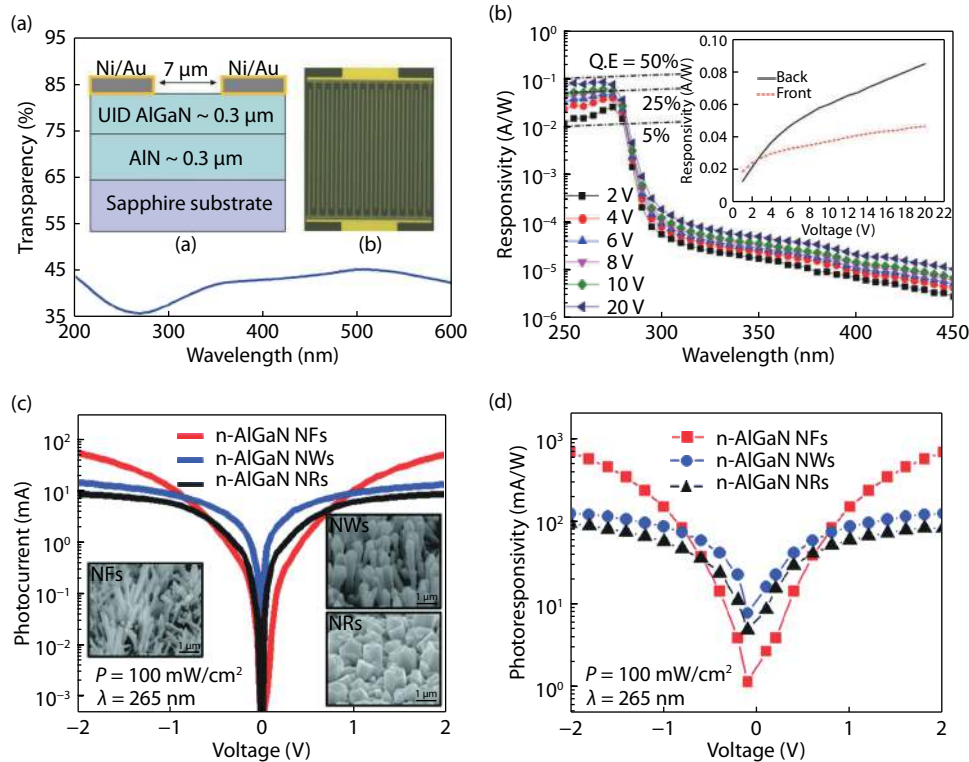 (a)
95
85
75
65
55
45
35
Transparency (%)
Ni/Au
7 μm
Ni/Au
UID AlGaN ~ 0.3 μm
AlN ~ 0.3 μm
Sapphire substrate
(a)
(b)
200
300
400
500
600
Wavelength (nm)
(b)
10⁰
10⁻¹
10⁻²
10⁻³
10⁻⁴
10⁻⁵
10⁻⁶
Responsivity (A/W)
Q.E = 50%
25%
5%
2 V
4 V
6 V
8 V
10 V
20 V
0.10
0.08
0.06
0.04
0.02
0
Responsivity (A/W)
Back
Front
0 2 4 6 8 10 12 14 16 18 20 22
Voltage (V)
250
300
350
400
450
Wavelength (nm)
(c)
10²
10¹
10⁰
10⁻¹
10⁻²
10⁻³
Photocurrent (mA)
n-AlGaN NFs
n-AlGaN NWs
n-AlGaN NRs
NFs
1 μm
NWs
1 μm
NRs
1 μm
P = 100 mW/cm²
λ = 265 nm
−2
−1
0
1
2
Voltage (V)
(d)
10³
10²
10¹
10⁰
Photoresponsivity (mA/W)
n-AlGaN NFs
n-AlGaN NWs
n-AlGaN NRs
P = 100 mW/cm²
λ = 265 nm
−2
−1
0
1
2
Voltage (V)